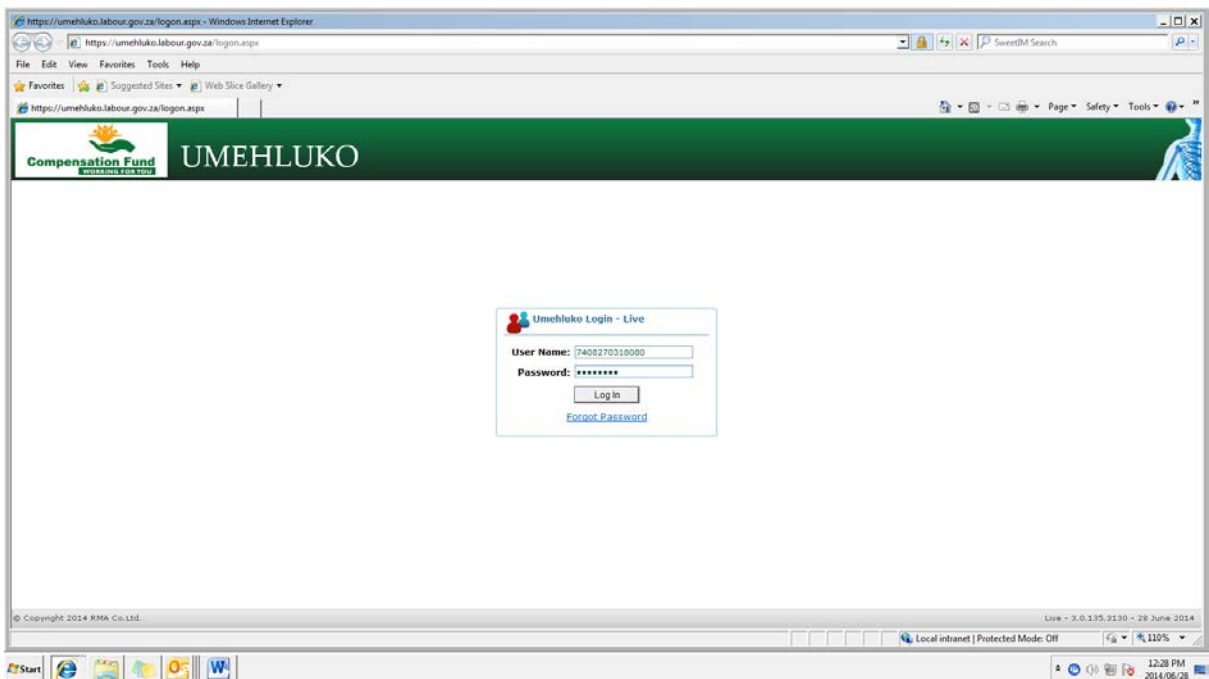 https://umehluko.labour.gov.za/logon.aspx - Windows Internet Explorer
https://umehluko.labour.gov.za/logon.aspx
SweetIM Search
File Edit View Favorites Tools Help
Favorites Suggested Sites Web Slice Gallery
https://umehluko.labour.gov.za/logon.aspx
Page Safety Tools
Compensation Fund
WORKING FOR YOU
UMEHLUKO
Umehluko Login - Live
User Name: 7408270318080
Password: ••••••••
Log In
Forgot Password
© Copyright 2014 RMA Co.Ltd.
Live - 3.0.135.3130 - 28 June 2014
Local intranet | Protected Mode: Off
110%
Start
12:28 PM
2014/06/28